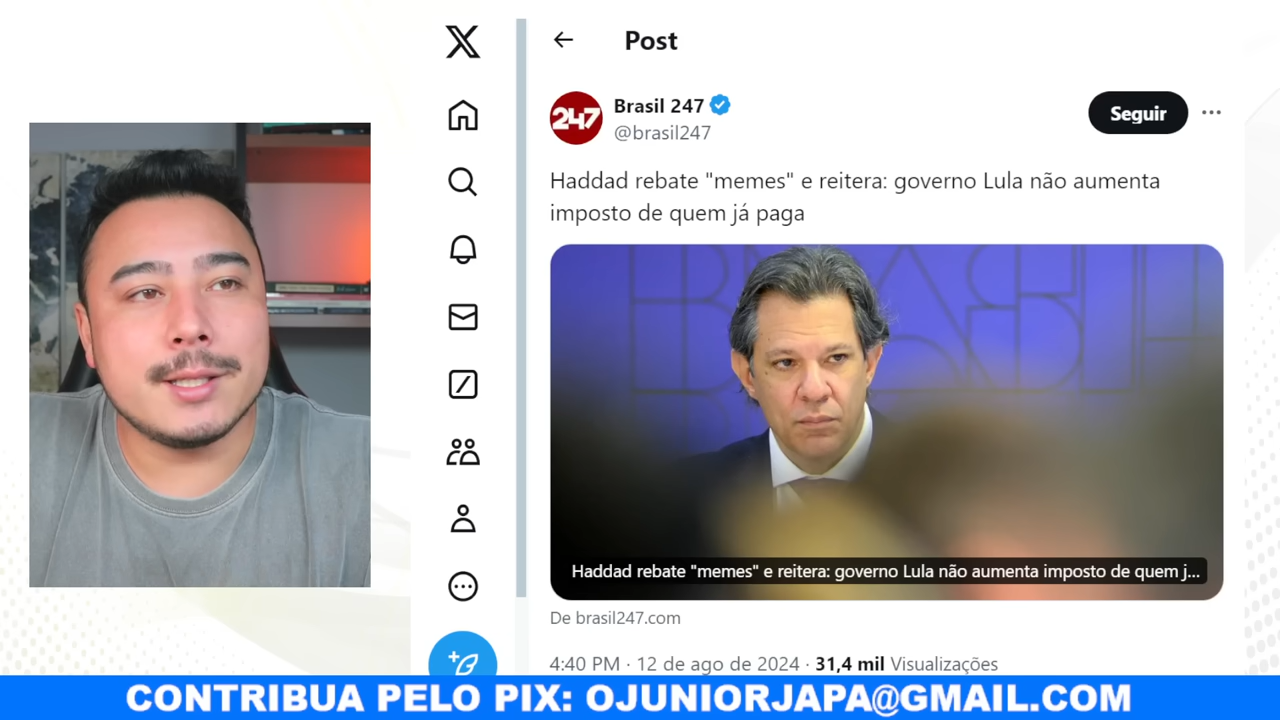 Post
247
Brasil 247
@brasil247
Seguir
Haddad rebate "memes" e reitera: governo Lula não aumenta
imposto de quem já paga
BRASIL
Haddad rebate "memes" e reitera: governo Lula não aumenta imposto de quem j...
De brasil247.com
4:40 PM · 12 de ago de 2024 · 31,4 mil Visualizações
CONTRIBUA PELO PIX: OJUNIORJAPA@GMAIL.COM